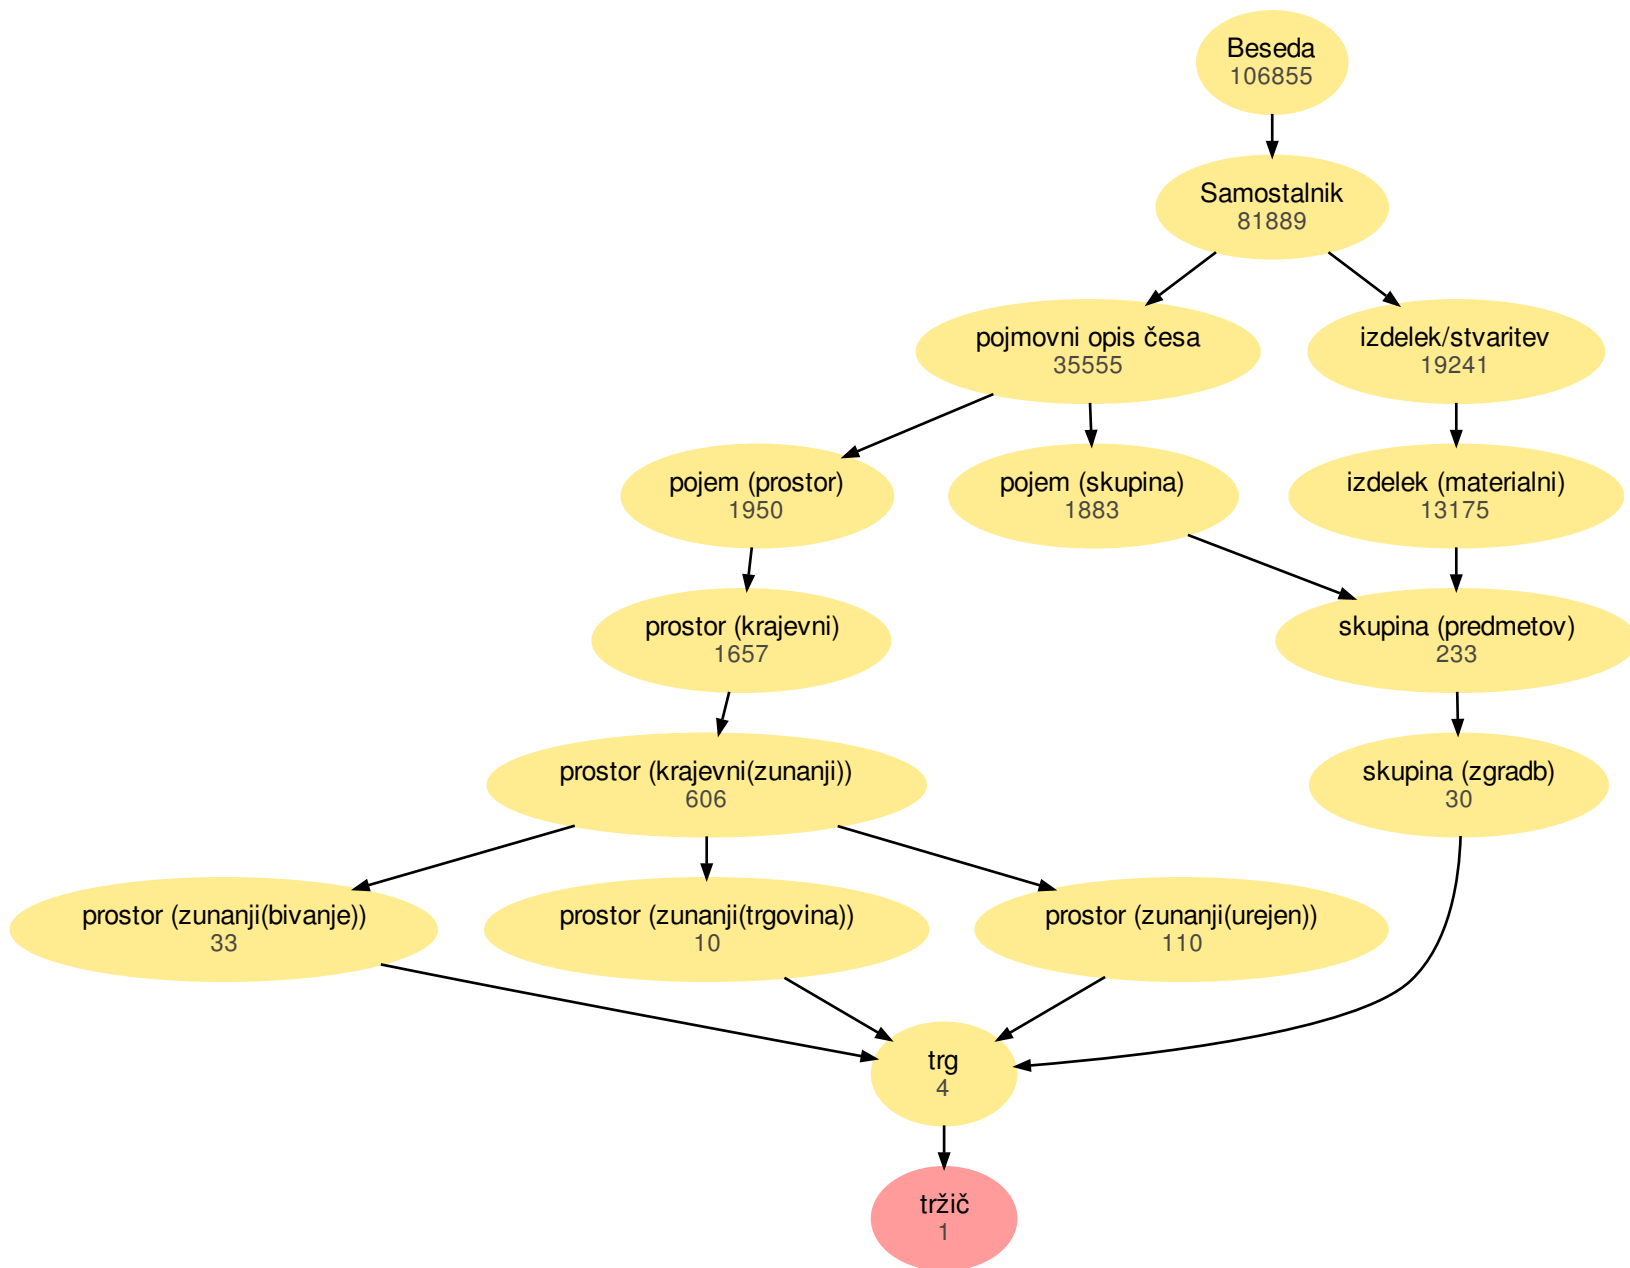 Beseda
106855
Samostalnik
81889
pojmovni opis česa
35555
izdelek/stvaritev
19241
pojem (prostor)
1950
pojem (skupina)
1883
izdelek (materialni)
13175
prostor (krajevni)
1657
skupina (predmetov)
233
prostor (krajevni(zunanji))
606
skupina (zgradb)
30
prostor (zunanji(bivanje))
33
prostor (zunanji(trgovina))
10
prostor (zunanji(urejen))
110
trg
4
tržič
1